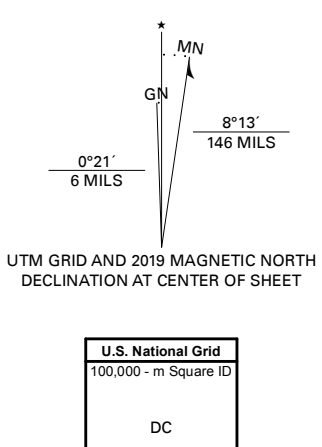 ★
MN
GN
8°13´
146 MILS
0°21´
6 MILS
UTM GRID AND 2019 MAGNETIC NORTH
DECLINATION AT CENTER OF SHEET
U.S. National Grid
100,000 - m Square ID
DC